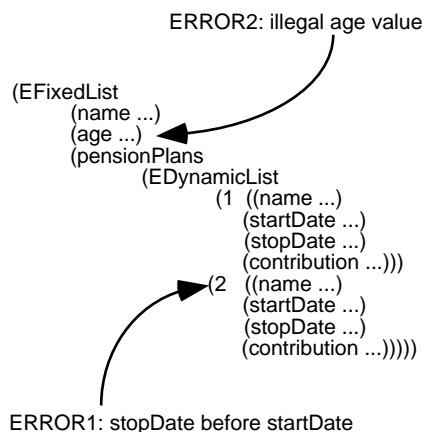 ERROR2: illegal age value
(EFixedList
(name ...)
(age ...)
(pensionPlans
(EDynamicList
(1 ((name ...)
(startDate ...)
(stopDate ...)
(contribution ...)))
(2 ((name ...)
(startDate ...)
(stopDate ...)
(contribution ...)))))
ERROR1: stopDate before startDate